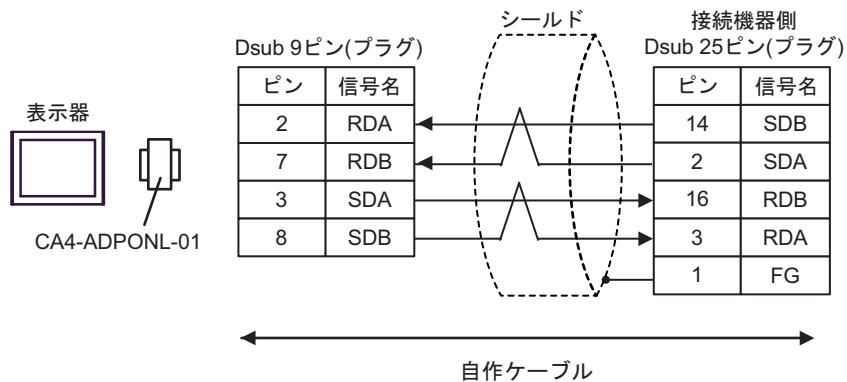 シールド
接続機器側
Dsub 9ピン(プラグ)
Dsub 25ピン(プラグ)
ピン 信号名
ピン 信号名
表示器
2 RDA
14 SDB
7 RDB
2 SDA
3 SDA
16 RDB
8 SDB
3 RDA
1 FG
CA4-ADPONL-01
自作ケーブル